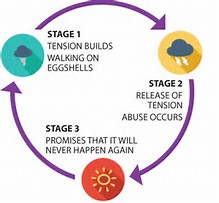 STAGE 1
TENSION BUILDS
WALKING ON
EGGSHELLS
STAGE 2
RELEASE OF
TENSION
ABUSE OCCURS
STAGE 3
PROMISES THAT IT WILL
NEVER HAPPEN AGAIN